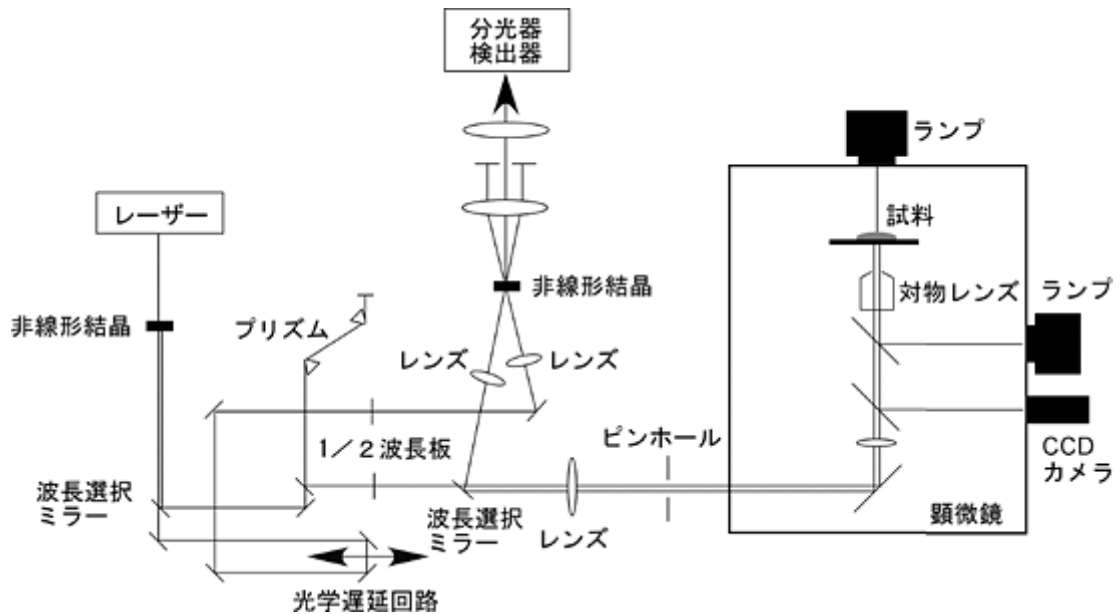 分光器
検出器
ランプ
レーザー
試料
非線形結晶
対物レンズ
ランプ
非線形結晶
プリズム
レンズ
レンズ
1／2波長板
ピンホール
CCD
カメラ
波長選択
ミラー
波長選択
ミラー
レンズ
顕微鏡
光学遅延回路